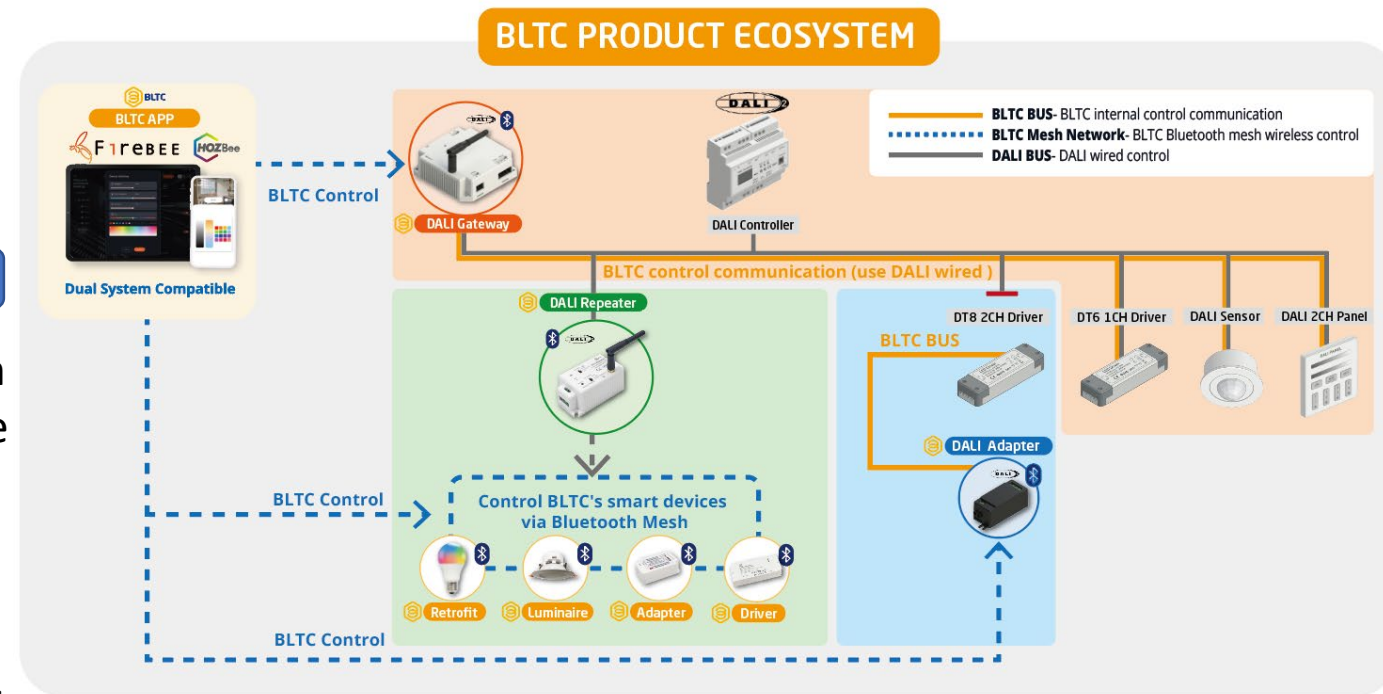 BLTC PRODUCT ECOSYSTEM
BLTC
BLTC APP
FIreBEE
HOZBee
Dual System Compatible
BLTC Control
DALI
DALI Gateway
DALI 2
DALI Controller
BLTC BUS- BLTC internal control communication
BLTC Mesh Network- BLTC Bluetooth mesh wireless control
DALI BUS- DALI wired control
BLTC control communication (use DALI wired )
DALI Repeater
DALI
DT8 2CH Driver
DT6 1CH Driver
DALI Sensor
DALI 2CH Panel
BLTC BUS
DALI Adapter
DALI
BLTC Control
Control BLTC's smart devices
via Bluetooth Mesh
Retrofit
Luminaire
Adapter
Driver
BLTC Control